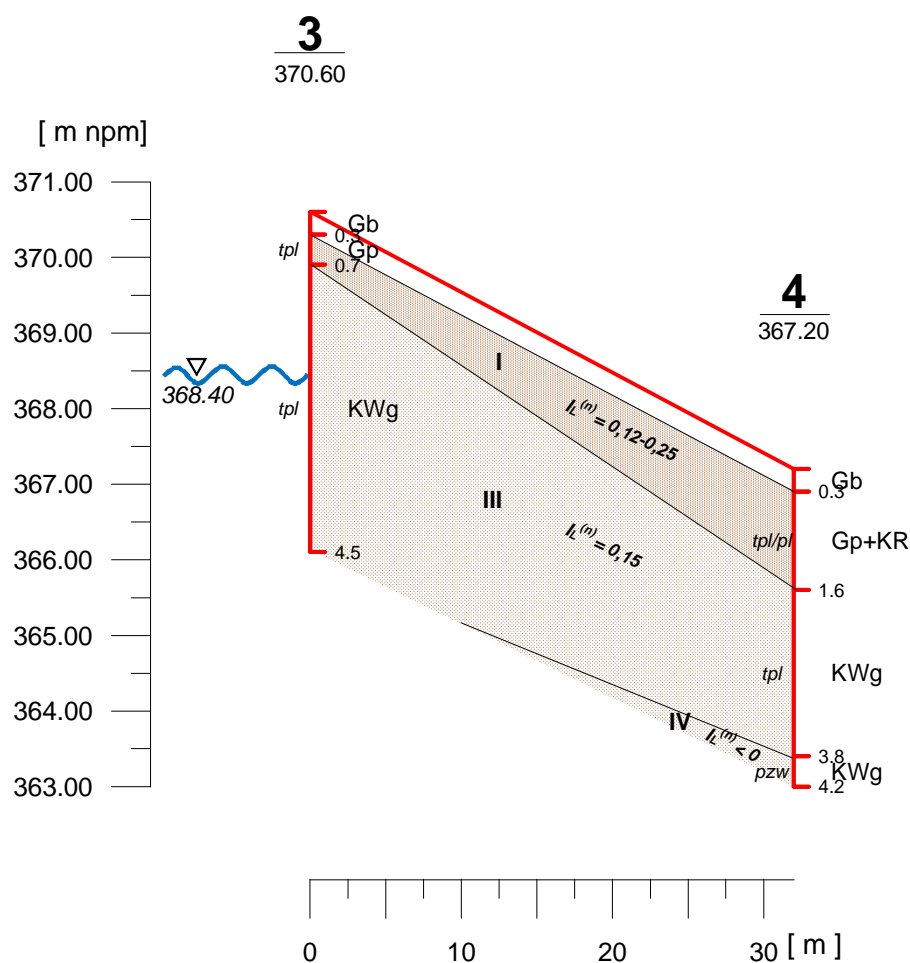 3
370.60
[ m npm]
371.00
370.00
369.00
368.00
367.00
366.00
365.00
364.00
363.00
Gb
0.3
Gp
tpl
0.7
4
367.20
I
368.40
tpl
KWg
I_L^(n) = 0,12-0,25
Gb
0.3
III
tpl/pl
Gp+KR
I_L^(n) = 0,15
4.5
1.6
tpl
KWg
IV
I_L^(n) < 0
3.8
pzw
KWg
4.2
0 10 20 30 [ m ]